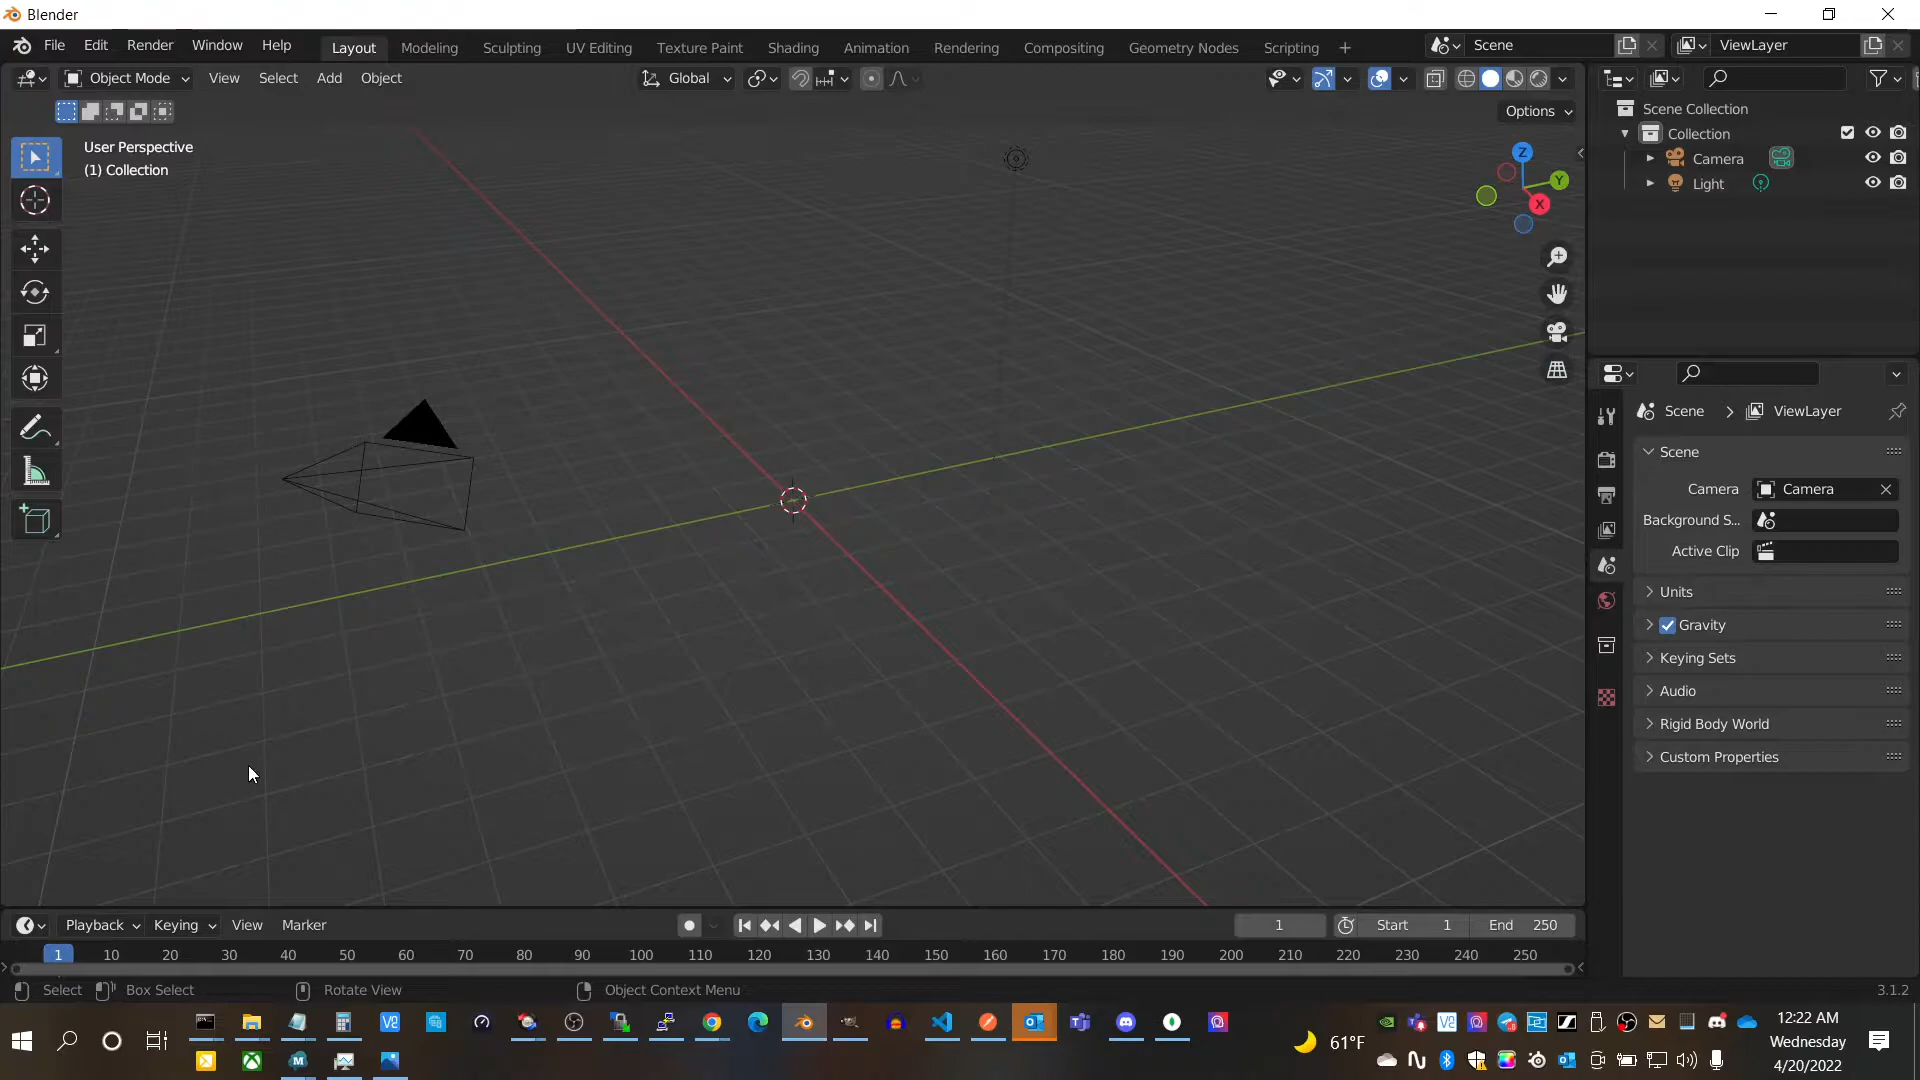 Blender
File Edit Render Window Help Layout Modeling Sculpting UV Editing Texture Paint Shading Animation Rendering Compositing Geometry Nodes Scripting + Scene ViewLayer
Object Mode View Select Add Object Global
Options
User Perspective
(1) Collection
Z
Y
X
Scene Collection
Collection
Camera
Light
Scene > ViewLayer
Scene
Camera Camera
Background S...
Active Clip
Units
Gravity
Keying Sets
Audio
Rigid Body World
Custom Properties
Playback Keying View Marker 1 Start 1 End 250
1 10 20 30 40 50 60 70 80 90 100 110 120 130 140 150 160 170 180 190 200 210 220 230 240 250
Select Box Select Rotate View Object Context Menu 3.1.2
61°F
12:22 AM
Wednesday
4/20/2022